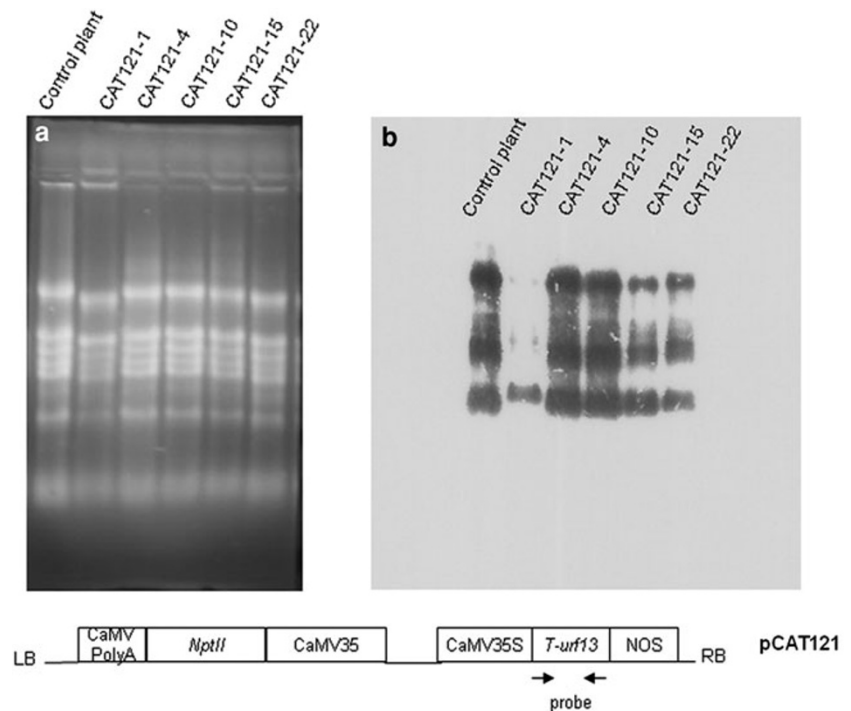 Control plant
CAT121-1
CAT121-4
CAT121-10
CAT121-15
CAT121-22
a
b
Control plant
CAT121-1
CAT121-4
CAT121-10
CAT121-15
CAT121-22
LB
CaMV
PolyA
NptII
CaMV35
CaMV35S
T-urf13
NOS
RB
pCAT121
probe